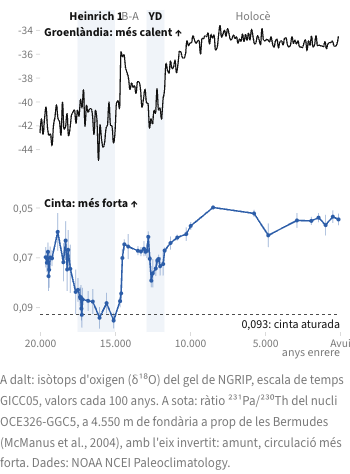 Heinrich 1 B-A YD Holocè
Groenlàndia: més calent ↑
-34
-36
-38
-40
-42
-44
Cinta: més forta ↑
0,05
0,07
0,09
0,093: cinta aturada
20.000 15.000 10.000 5.000 Avui
anys enrere
A dalt: isòtops d'oxigen (δ¹⁸O) del gel de NGRIP, escala de temps
GICC05, valors cada 100 anys. A sota: ràtio ²³¹Pa/²³⁰Th del nucli
OCE326-GGC5, a 4.550 m de fondària a prop de les Bermudes
(McManus et al., 2004), amb l'eix invertit: amunt, circulació més
forta. Dades: NOAA NCEI Paleoclimatology.